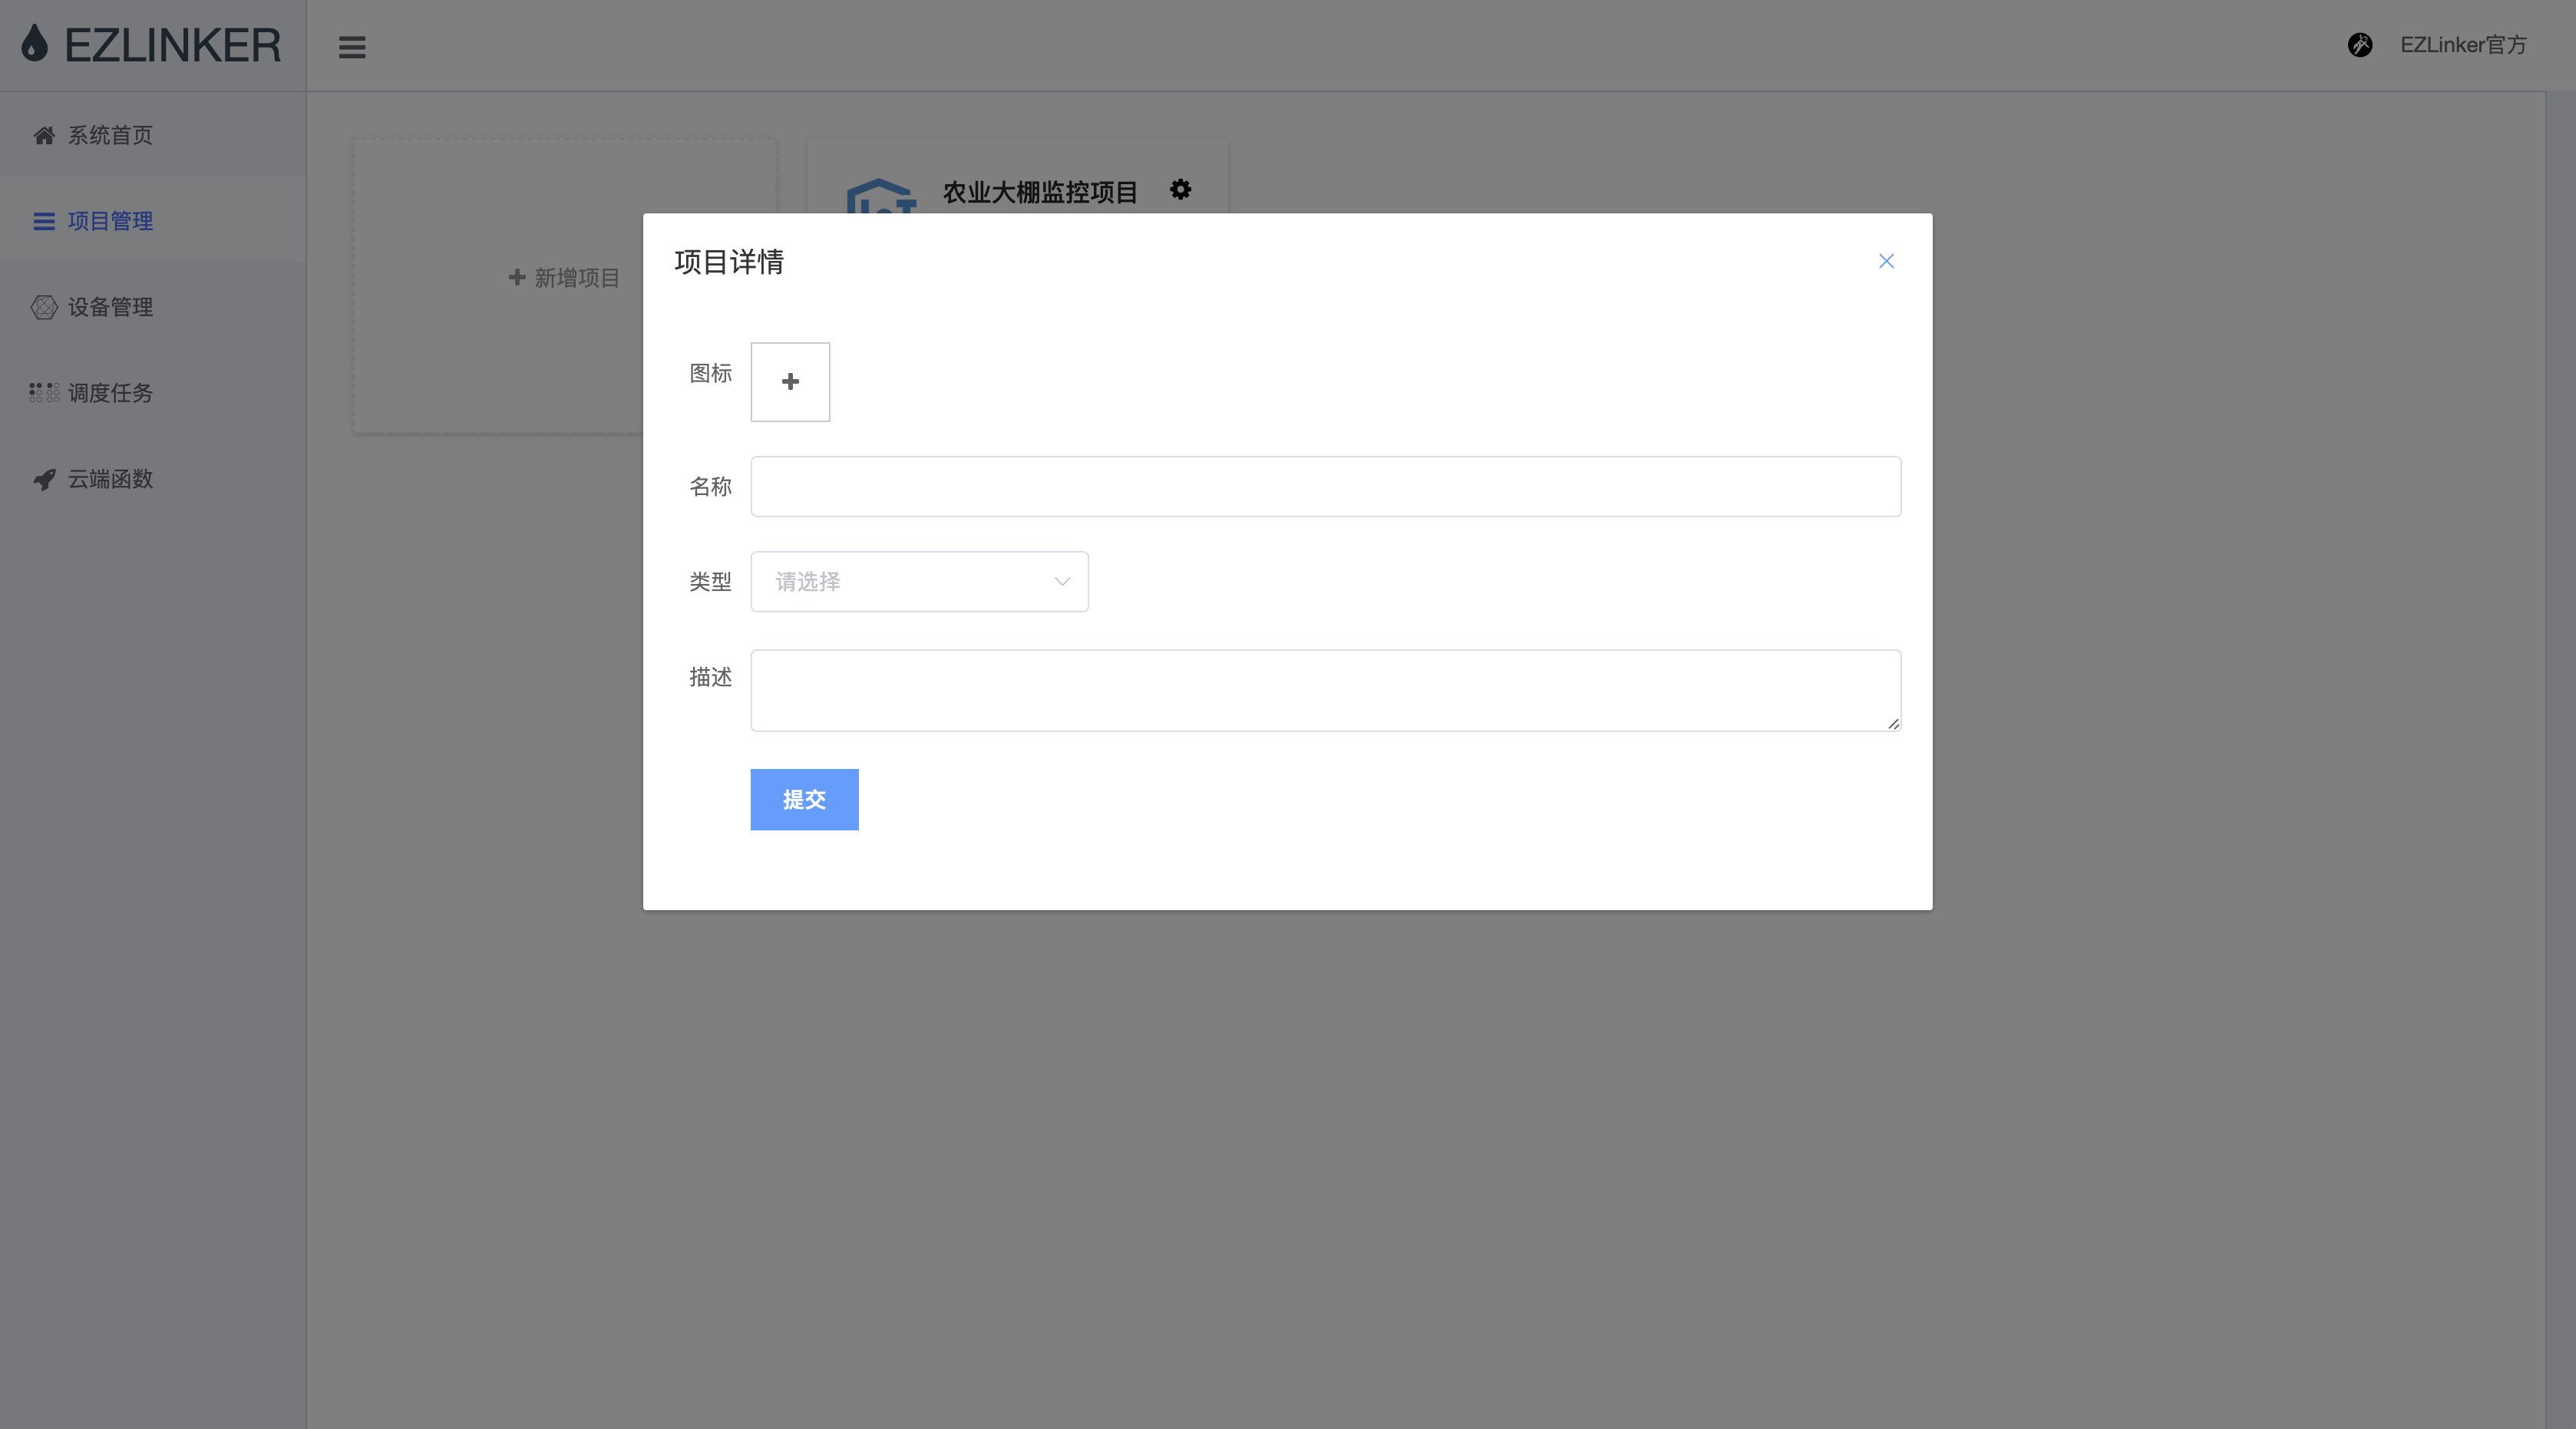 EZLINKER
EZLinker官方
系统首页
项目管理
设备管理
调度任务
云端函数
新增项目
IoT
农业大棚监控项目
项目详情
图标
名称
类型
请选择
描述
提交